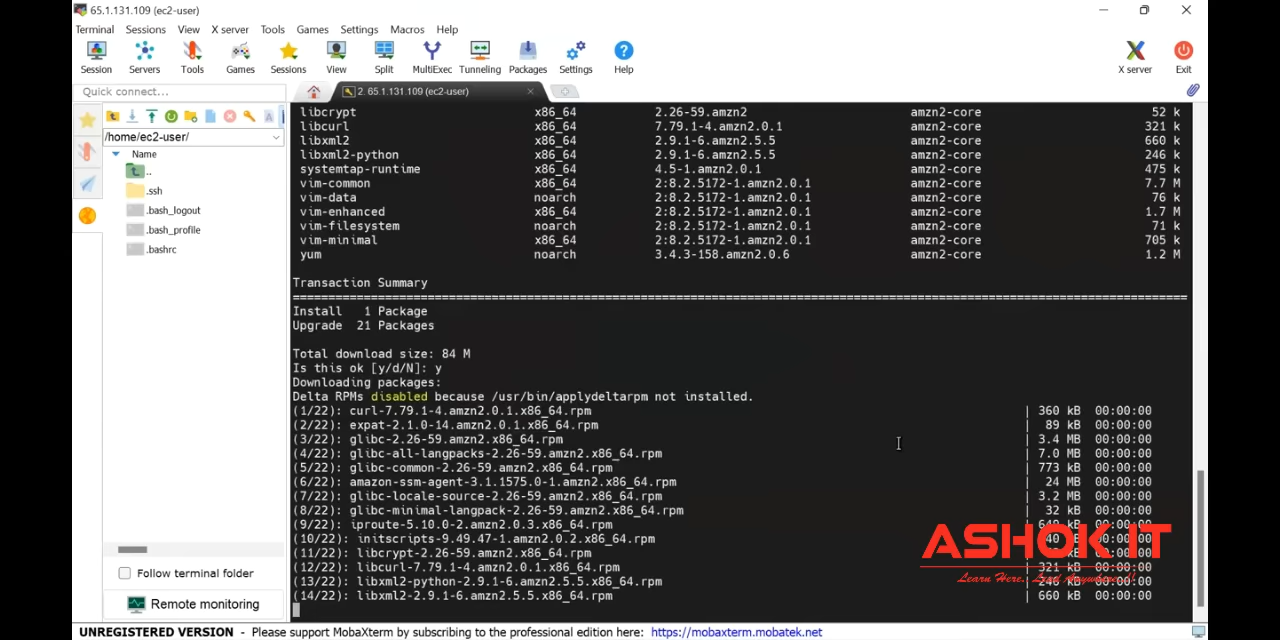 65.1.131.109 (ec2-user)
Terminal Sessions View X server Tools Games Settings Macros Help
Session Servers Tools Games Sessions View Split MultiExec Tunneling Packages Settings Help X server Exit
Quick connect...
2. 65.1.131.109 (ec2-user)
/home/ec2-user/
Name
..
.ssh
.bash_logout
.bash_profile
.bashrc
Follow terminal folder
Remote monitoring
libcrypt x86_64 2.26-59.amzn2 amzn2-core 52 k
libcurl x86_64 7.79.1-4.amzn2.0.1 amzn2-core 321 k
libxml2 x86_64 2.9.1-6.amzn2.5.5 amzn2-core 660 k
libxml2-python x86_64 2.9.1-6.amzn2.5.5 amzn2-core 246 k
systemtap-runtime x86_64 4.5-1.amzn2.0.1 amzn2-core 475 k
vim-common x86_64 2:8.2.5172-1.amzn2.0.1 amzn2-core 7.7 M
vim-data noarch 2:8.2.5172-1.amzn2.0.1 amzn2-core 76 k
vim-enhanced x86_64 2:8.2.5172-1.amzn2.0.1 amzn2-core 1.7 M
vim-filesystem noarch 2:8.2.5172-1.amzn2.0.1 amzn2-core 71 k
vim-minimal x86_64 2:8.2.5172-1.amzn2.0.1 amzn2-core 705 k
yum noarch 3.4.3-158.amzn2.0.6 amzn2-core 1.2 M
Transaction Summary
Install 1 Package
Upgrade 21 Packages
Total download size: 84 M
Is this ok [y/d/N]: y
Downloading packages:
Delta RPMs disabled because /usr/bin/applydeltarpm not installed.
(1/22): curl-7.79.1-4.amzn2.0.1.x86_64.rpm | 360 kB 00:00:00
(2/22): expat-2.1.0-14.amzn2.0.1.x86_64.rpm | 89 kB 00:00:00
(3/22): glibc-2.26-59.amzn2.x86_64.rpm | 3.4 MB 00:00:00
(4/22): glibc-all-langpacks-2.26-59.amzn2.x86_64.rpm | 7.0 MB 00:00:00
(5/22): glibc-common-2.26-59.amzn2.x86_64.rpm | 773 kB 00:00:00
(6/22): amazon-ssm-agent-3.1.1575.0-1.amzn2.x86_64.rpm | 24 MB 00:00:00
(7/22): glibc-locale-source-2.26-59.amzn2.x86_64.rpm | 3.2 MB 00:00:00
(8/22): glibc-minimal-langpack-2.26-59.amzn2.x86_64.rpm | 32 kB 00:00:00
(9/22): iproute-5.10.0-2.amzn2.0.3.x86_64.rpm
(10/22): initscripts-9.49.47-1.amzn2.0.2.x86_64.rpm
(11/22): libcrypt-2.26-59.amzn2.x86_64.rpm
(12/22): libcurl-7.79.1-4.amzn2.0.1.x86_64.rpm | 321 kB 00:00:00
(13/22): libxml2-python-2.9.1-6.amzn2.5.5.x86_64.rpm | 246 kB 00:00:00
(14/22): libxml2-2.9.1-6.amzn2.5.5.x86_64.rpm | 660 kB 00:00:00
ASHOK IT
Learn Here.. Lead Anywhere..!!
UNREGISTERED VERSION - Please support MobaXterm by subscribing to the professional edition here: https://mobaxterm.mobatek.net